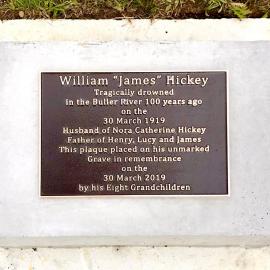 William "James" Hickey
Tragically drowned
in the Buller River 100 years ago
on the
30 March 1919
Husband of Nora Catherine Hickey
Father of Henry, Lucy and James
This plaque placed on his unmarked
Grave in remembrance
on the
30 March 2019
by his Eight Grandchildren